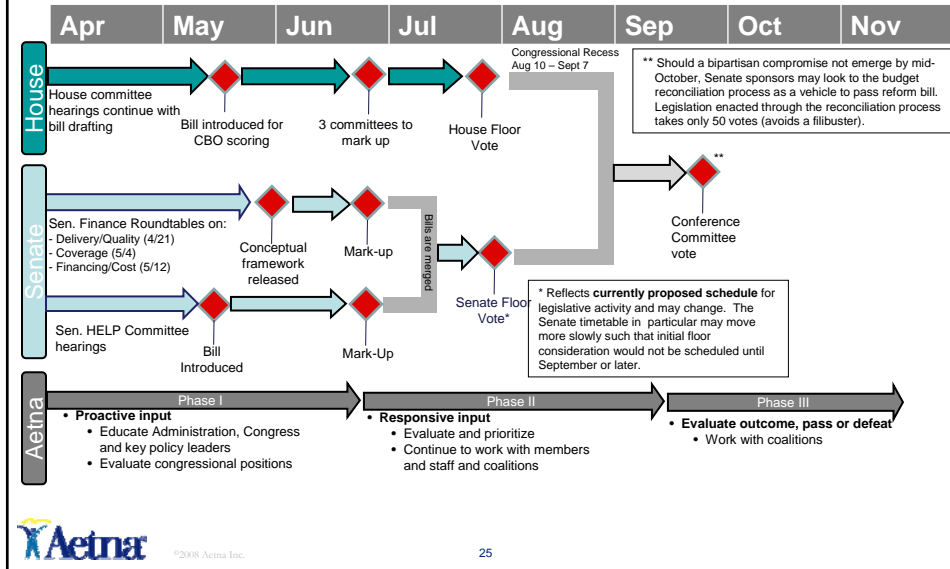 Apr May Jun Jul Aug Sep Oct Nov
House
House committee
hearings continue with
bill drafting
Bill introduced for
CBO scoring
3 committees to
mark up
House Floor
Vote
Congressional Recess
Aug 10 – Sept 7
** Should a bipartisan compromise not emerge by mid-
October, Senate sponsors may look to the budget
reconciliation process as a vehicle to pass reform bill.
Legislation enacted through the reconciliation process
takes only 50 votes (avoids a filibuster).
**
Conference
Committee
vote
Senate
Sen. Finance Roundtables on:
- Delivery/Quality (4/21)
- Coverage (5/4)
- Financing/Cost (5/12)
Conceptual
framework
released
Mark-up
Bills are merged
Senate Floor
Vote*
Sen. HELP Committee
hearings
Bill
Introduced
Mark-Up
* Reflects currently proposed schedule for
legislative activity and may change. The
Senate timetable in particular may move
more slowly such that initial floor
consideration would not be scheduled until
September or later.
Aetna
Phase I
Phase II
Phase III
• Proactive input
• Educate Administration, Congress
and key policy leaders
• Evaluate congressional positions
• Responsive input
• Evaluate and prioritize
• Continue to work with members
and staff and coalitions
• Evaluate outcome, pass or defeat
• Work with coalitions
Aetna
©2008 Aetna Inc.
25